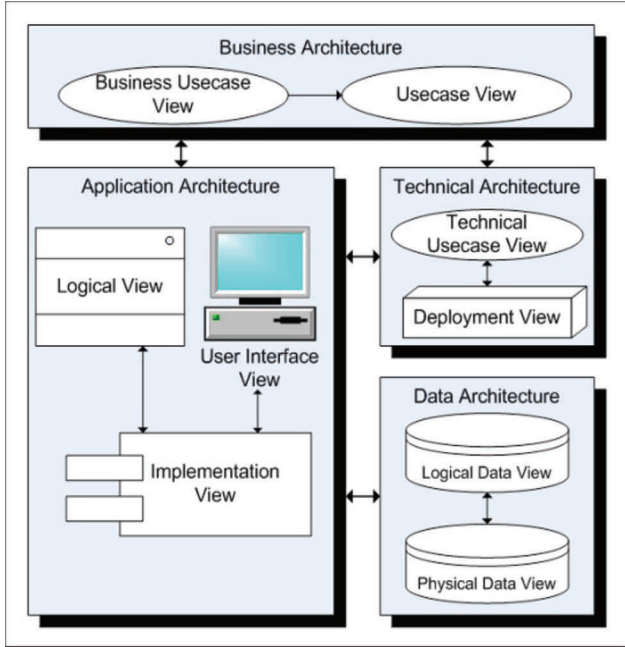 Business Architecture
Business Usecase
View
Usecase View
Application Architecture
Logical View
User Interface
View
Implementation
View
Technical Architecture
Technical
Usecase View
Deployment View
Data Architecture
Logical Data View
Physical Data View